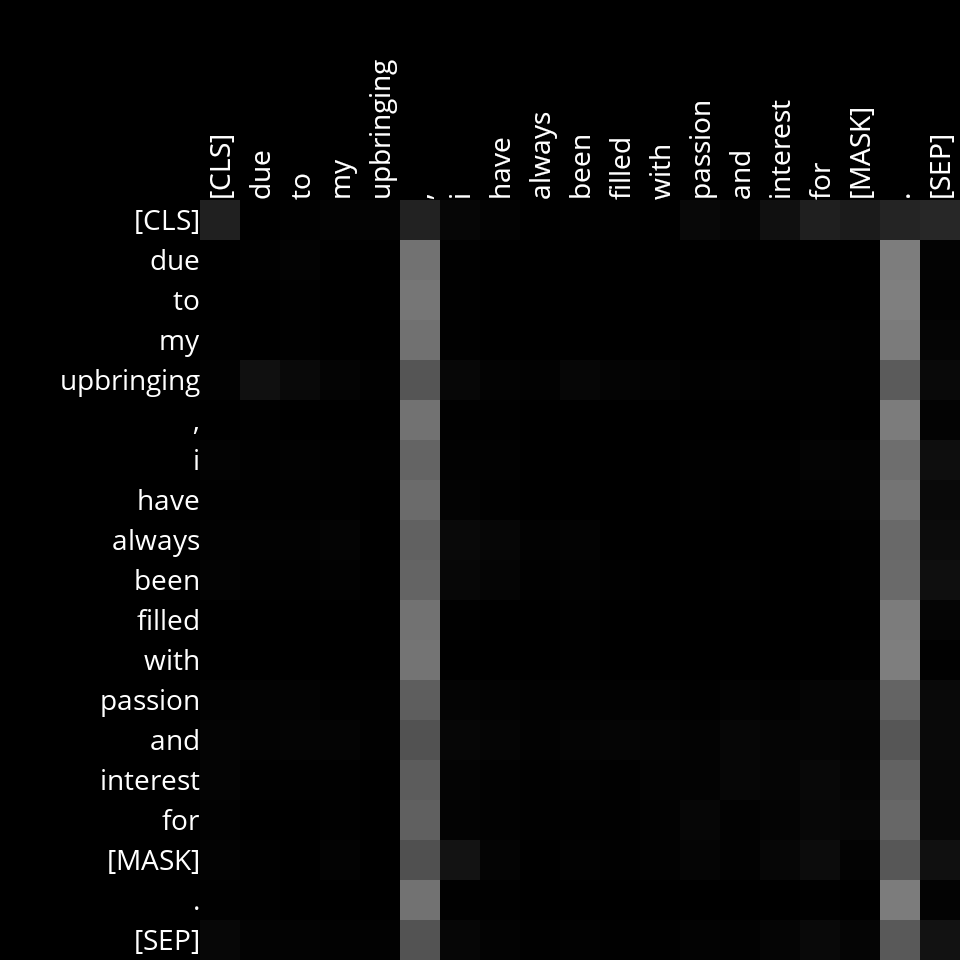 [CLS] due to my upbringing , i have always been filled with passion and interest for [MASK] . [SEP]
[CLS]
due
to
my
upbringing
,
i
have
always
been
filled
with
passion
and
interest
for
[MASK]
.
[SEP]